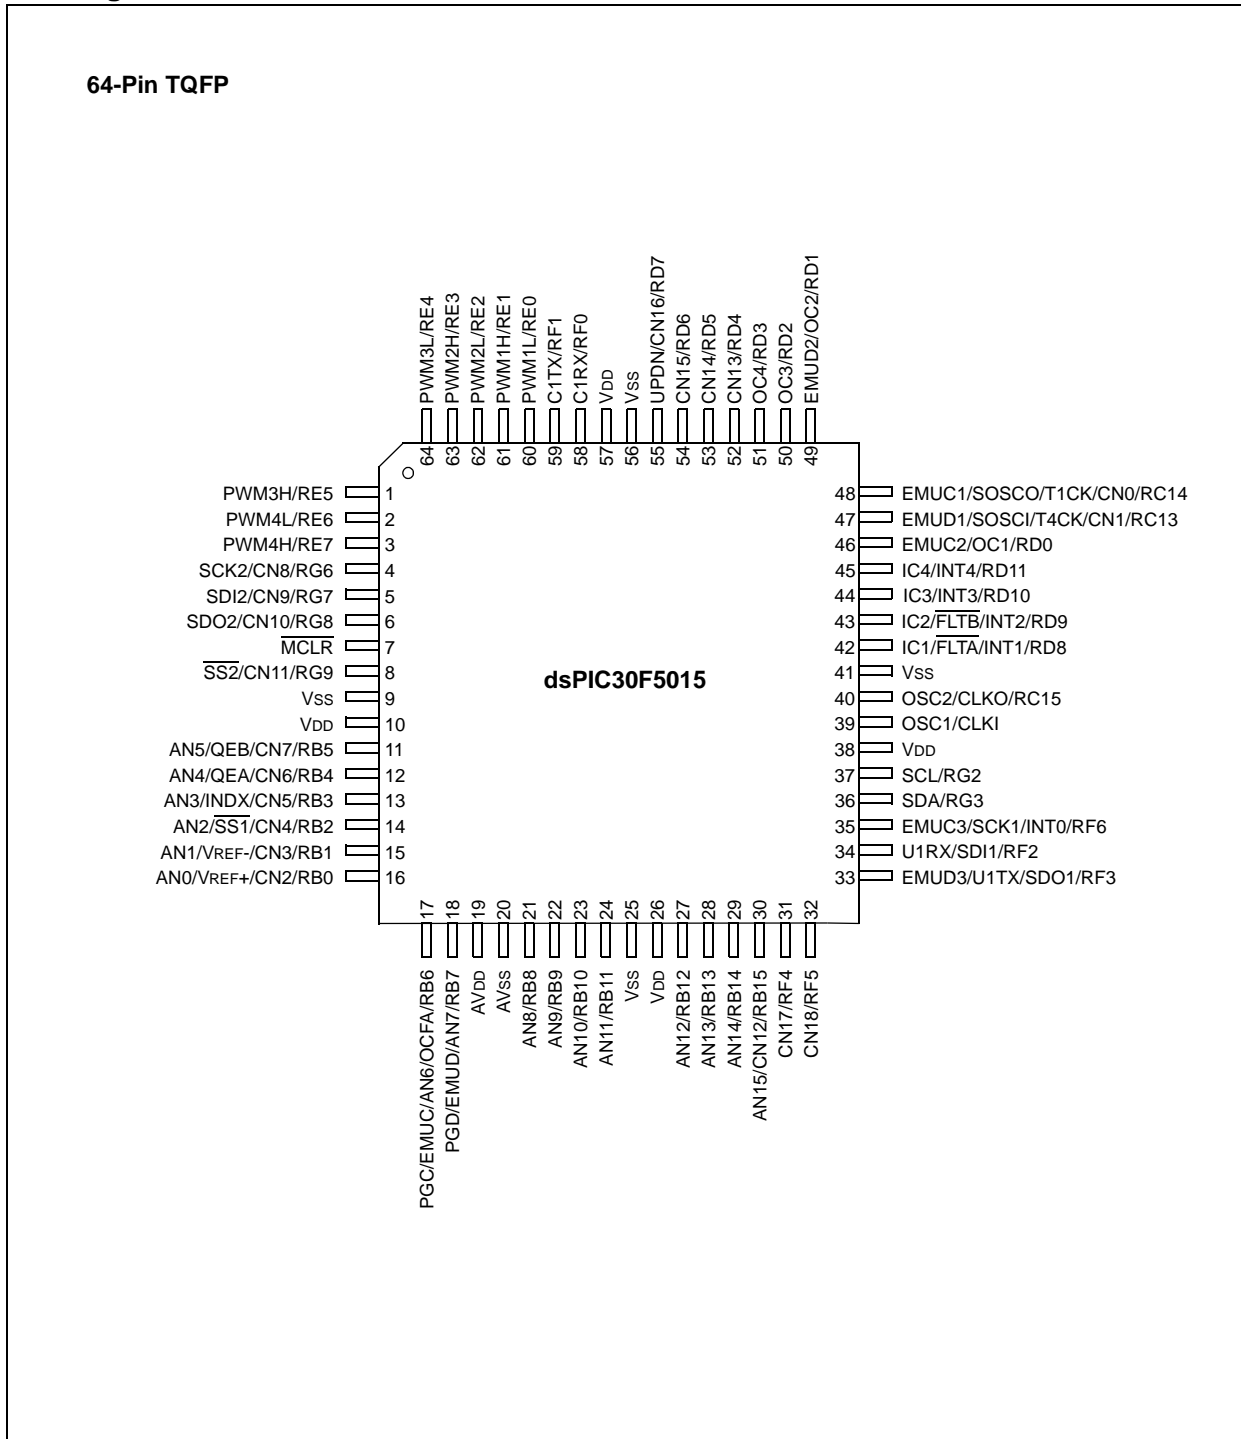 64-Pin TQFP
PWM3L/RE4
PWM2H/RE3
PWM2L/RE2
PWM1H/RE1
PWM1L/RE0
C1TX/RF1
C1RX/RF0
VDD
VSS
UPDN/CN16/RD7
CN15/RD6
CN14/RD5
CN13/RD4
OC4/RD3
OC3/RD2
EMUD2/OC2/RD1
64 63 62 61 60 59 58 57 56 55 54 53 52 51 50 49
PWM3H/RE5 1
PWM4L/RE6 2
PWM4H/RE7 3
SCK2/CN8/RG6 4
SDI2/CN9/RG7 5
SDO2/CN10/RG8 6
MCLR 7
SS2/CN11/RG9 8
VSS 9
VDD 10
AN5/QEB/CN7/RB5 11
AN4/QEA/CN6/RB4 12
AN3/INDX/CN5/RB3 13
AN2/SS1/CN4/RB2 14
AN1/VREF-/CN3/RB1 15
AN0/VREF+/CN2/RB0 16
dsPIC30F5015
48 EMUC1/SOSCO/T1CK/CN0/RC14
47 EMUD1/SOSCI/T4CK/CN1/RC13
46 EMUC2/OC1/RD0
45 IC4/INT4/RD11
44 IC3/INT3/RD10
43 IC2/FLTB/INT2/RD9
42 IC1/FLTA/INT1/RD8
41 VSS
40 OSC2/CLKO/RC15
39 OSC1/CLKI
38 VDD
37 SCL/RG2
36 SDA/RG3
35 EMUC3/SCK1/INT0/RF6
34 U1RX/SDI1/RF2
33 EMUD3/U1TX/SDO1/RF3
17 18 19 20 21 22 23 24 25 26 27 28 29 30 31 32
PGC/EMUC/AN6/OCFA/RB6
PGD/EMUD/AN7/RB7
AVDD
AVSS
AN8/RB8
AN9/RB9
AN10/RB10
AN11/RB11
VSS
VDD
AN12/RB12
AN13/RB13
AN14/RB14
AN15/CN12/RB15
CN17/RF4
CN18/RF5